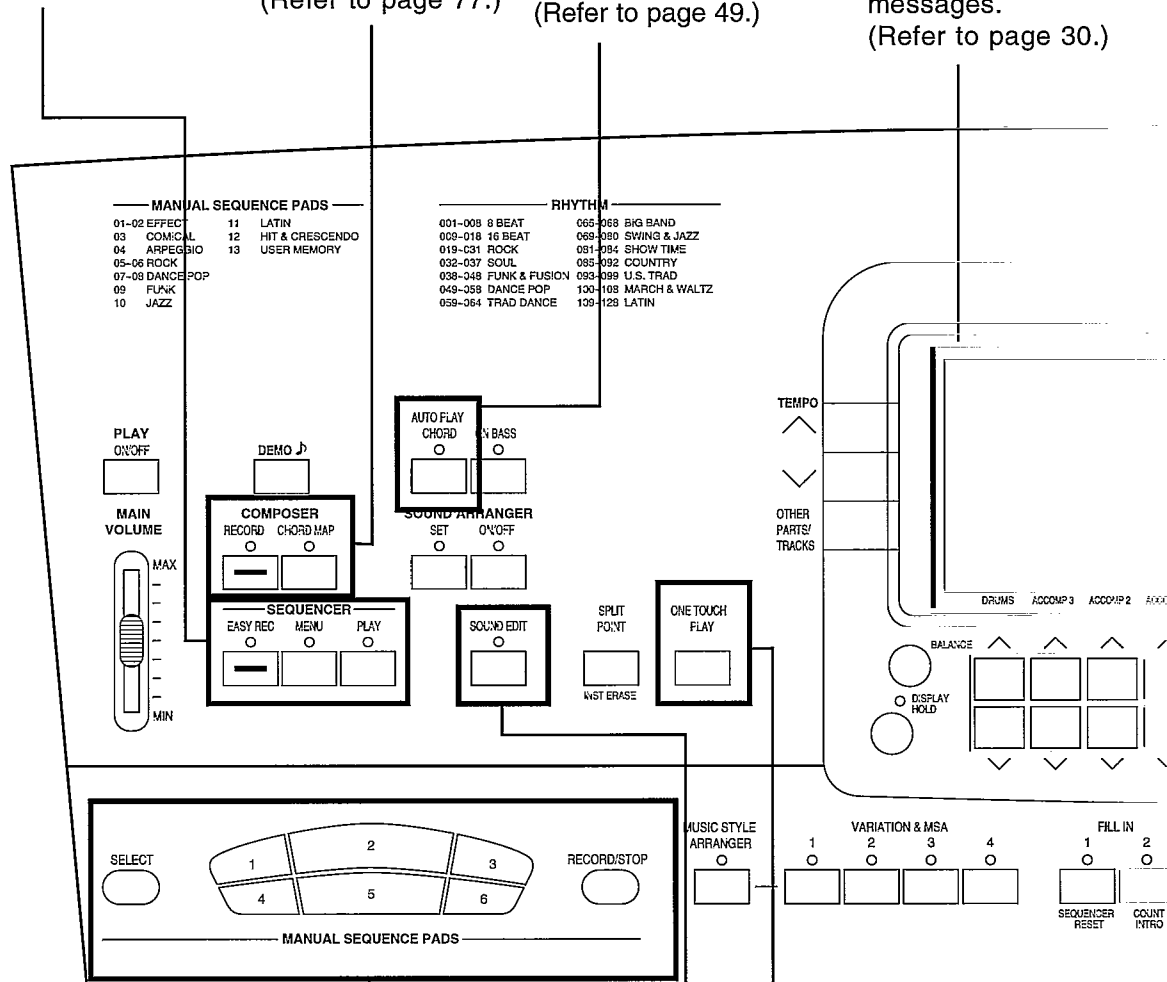 (Refer to page 77.)
(Refer to page 49.)
messages.
(Refer to page 30.)
MANUAL SEQUENCE PADS
01-02 EFFECT
03 COMICAL
04 ARPEGGIO
05-06 ROCK
07-08 DANCE POP
09 FUNK
10 JAZZ
11 LATIN
12 HIT & CRESCENDO
13 USER MEMORY
RHYTHM
001-008 8 BEAT
009-018 16 BEAT
019-031 ROCK
032-037 SOUL
038-048 FUNK & FUSION
049-058 DANCE POP
059-064 TRAD DANCE
065-068 BIG BAND
069-080 SWING & JAZZ
081-084 SHOW TIME
085-092 COUNTRY
093-099 U.S. TRAD
100-108 MARCH & WALTZ
109-128 LATIN
PLAY
ON/OFF
DEMO ♪
AUTO PLAY
CHORD
BASS
TEMPO
MAIN
VOLUME
MAX
MIN
COMPOSER
RECORD CHORD MAP
SOUND ARRANGER
SET ON/OFF
OTHER
PARTS/
TRACKS
SEQUENCER
EASY REC MENU PLAY
SOUND EDIT
SPLIT
POINT
INST ERASE
ONE TOUCH
PLAY
DRUMS ACCOMP 3 ACCOMP 2
BALANCE
DISPLAY
HOLD
SELECT
1 2 3
4 5 6
RECORD/STOP
MANUAL SEQUENCE PADS
MUSIC STYLE
ARRANGER
VARIATION & MSA
1 2 3 4
FILL IN
1 2
SEQUENCER
RESET
COUNT
INTRO